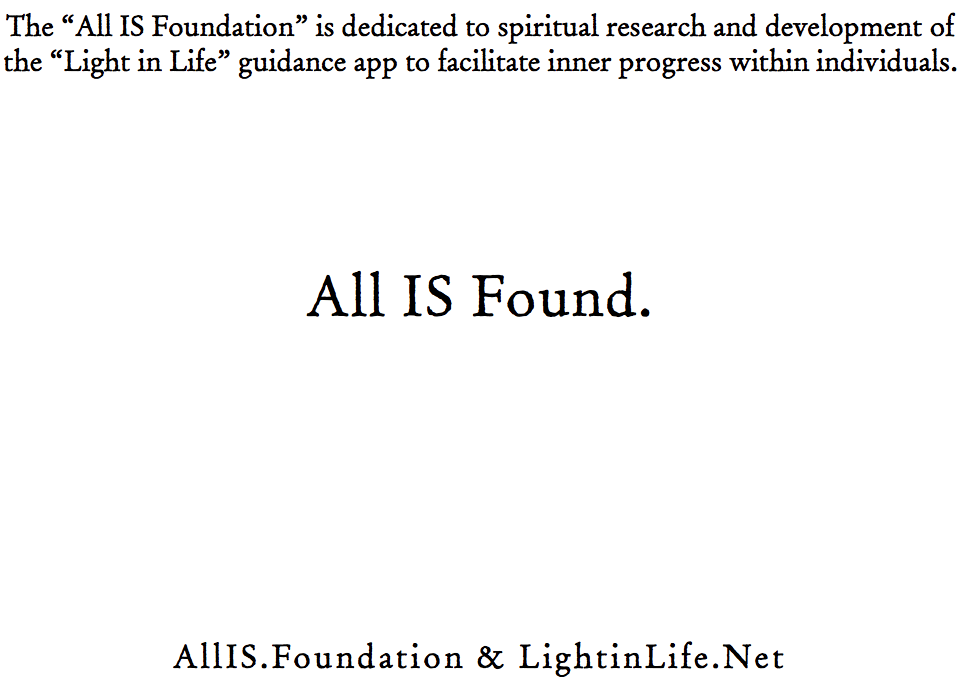 The “All IS Foundation” is dedicated to spiritual research and development of
the “Light in Life” guidance app to facilitate inner progress within individuals.
All IS Found.
AllIS.Foundation & LightinLife.Net